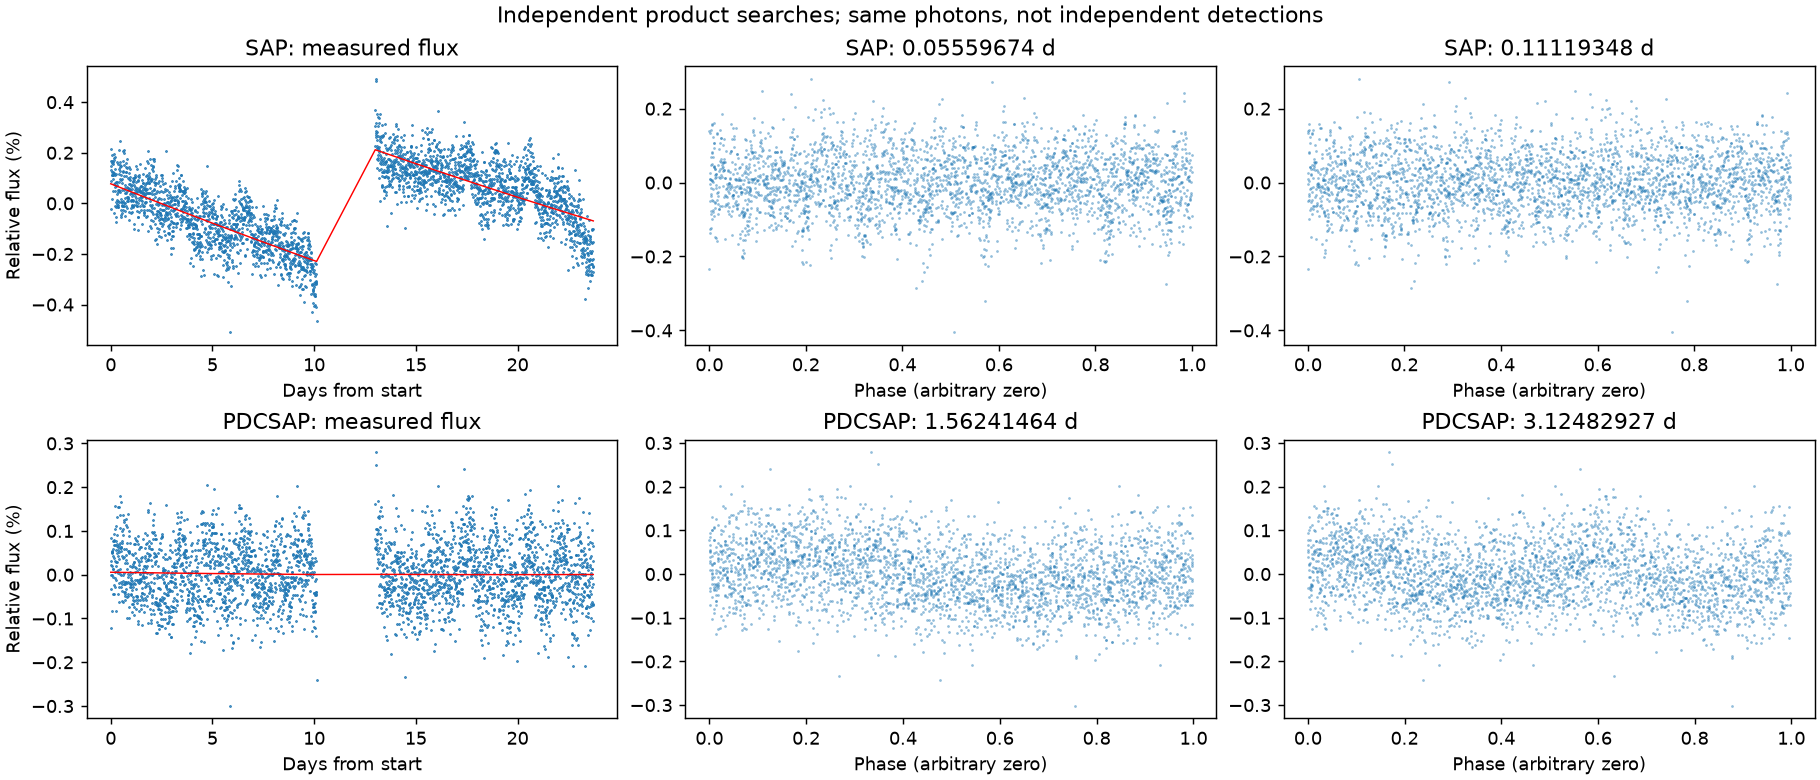 Independent product searches; same photons, not independent detections
SAP: measured flux
SAP: 0.05559674 d
SAP: 0.11119348 d
Relative flux (%)
0.4
0.2
0.0
−0.2
−0.4
0 5 10 15 20
Days from start
0.2
0.0
−0.2
−0.4
0.0 0.2 0.4 0.6 0.8 1.0
Phase (arbitrary zero)
0.2
0.0
−0.2
−0.4
0.0 0.2 0.4 0.6 0.8 1.0
Phase (arbitrary zero)
PDCSAP: measured flux
PDCSAP: 1.56241464 d
PDCSAP: 3.12482927 d
Relative flux (%)
0.3
0.2
0.1
0.0
−0.1
−0.2
−0.3
0 5 10 15 20
Days from start
0.3
0.2
0.1
0.0
−0.1
−0.2
−0.3
0.0 0.2 0.4 0.6 0.8 1.0
Phase (arbitrary zero)
0.3
0.2
0.1
0.0
−0.1
−0.2
−0.3
0.0 0.2 0.4 0.6 0.8 1.0
Phase (arbitrary zero)